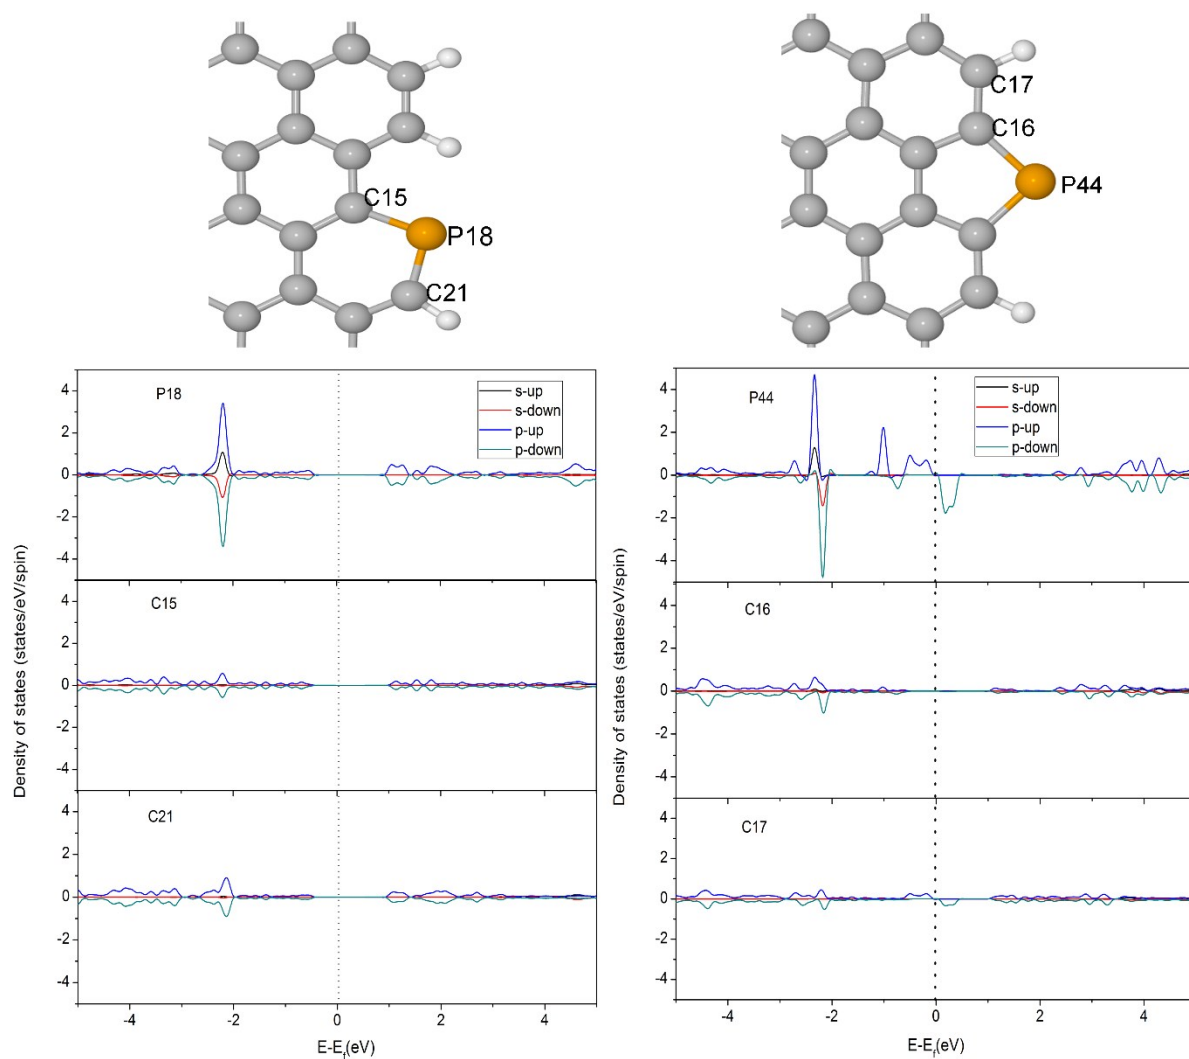 C15
P18
C21
C17
C16
P44
P18
s-up
s-down
p-up
p-down
4
2
0
-2
-4
C15
4
2
0
-2
-4
C21
4
2
0
-2
-4
-4
-2
0
2
4
Density of states (states/eV/spin)
E-Ef(eV)
P44
s-up
s-down
p-up
p-down
4
2
0
-2
-4
C16
4
2
0
-2
-4
C17
4
2
0
-2
-4
-4
-2
0
2
4
Density of states (states/eV/spin)
E-Ef(eV)